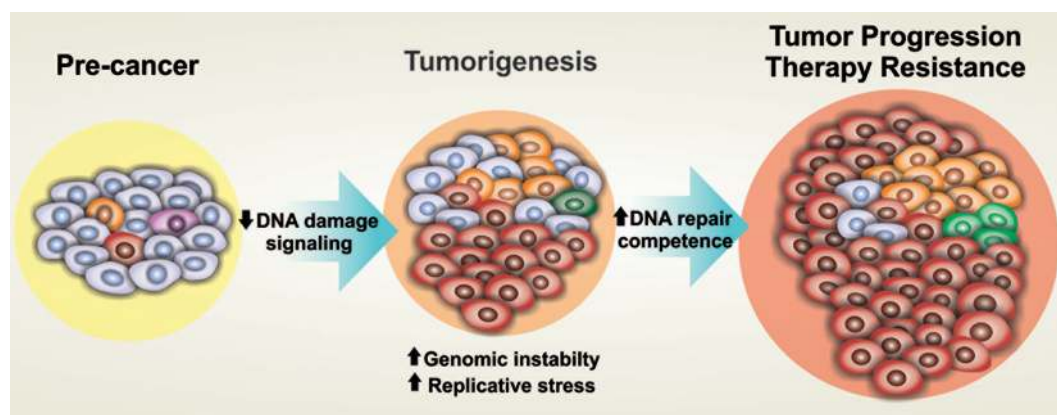 Pre-cancer
Tumorigenesis
Tumor Progression
Therapy Resistance
⬇DNA damage
signaling
⬆DNA repair
competence
⬆Genomic instabilty
⬆Replicative stress